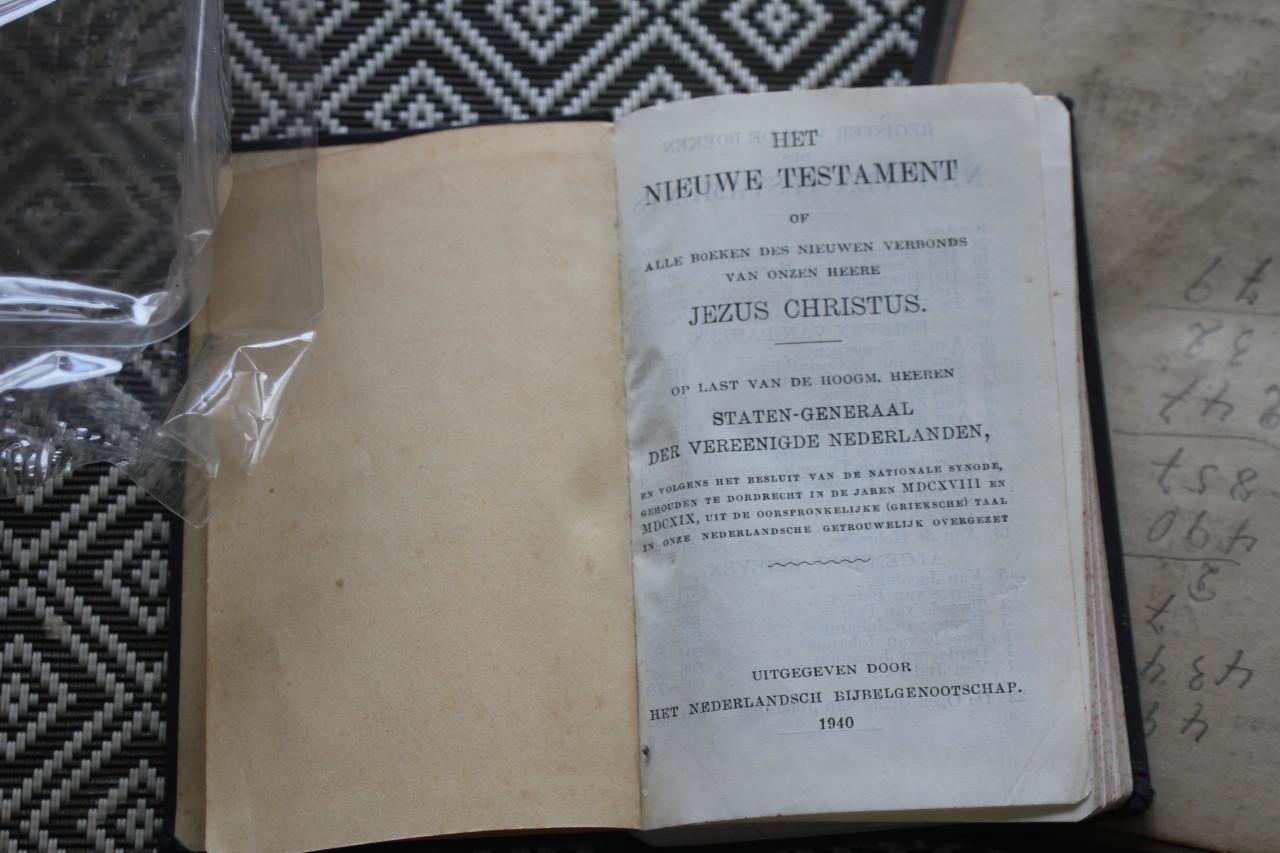 HET
NIEUWE TESTAMENT
OF
ALLE BOEKEN DES NIEUWEN VERBONDS
VAN ONZEN HEERE
JEZUS CHRISTUS.
OP LAST VAN DE HOOGM. HEEREN
STATEN-GENERAAL
DER VEREENIGDE NEDERLANDEN,
EN VOLGENS HET BESLUIT VAN DE NATIONALE SYNODE,
GEHOUDEN TE DORDRECHT IN DE JAREN MDCXVIII EN
MDCXIX, UIT DE OORSPRONKELIJKE (GRIEKSCHE) TAAL
IN ONZE NEDERLANDSCHE GETROUWELIJK OVERGEZET
UITGEGEVEN DOOR
HET NEDERLANDSCH BIJBELGENOOTSCHAP.
1940